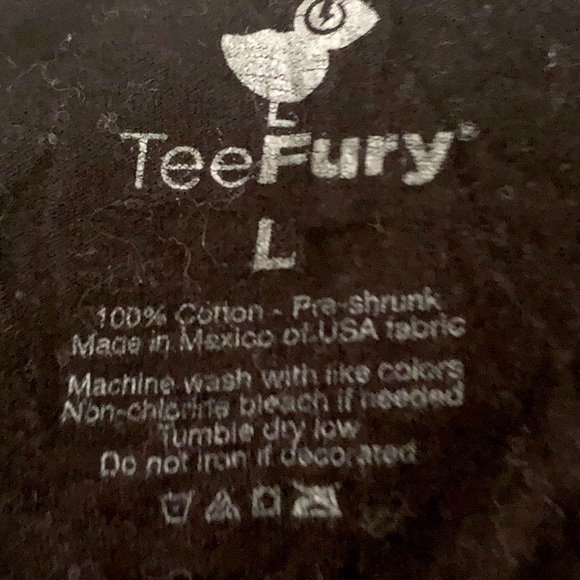 TeeFury®
L
100% Cotton - Pre-shrunk
Made in Mexico of USA fabric
Machine wash with like colors
Non-chlorine bleach if needed
Tumble dry low
Do not iron if decorated